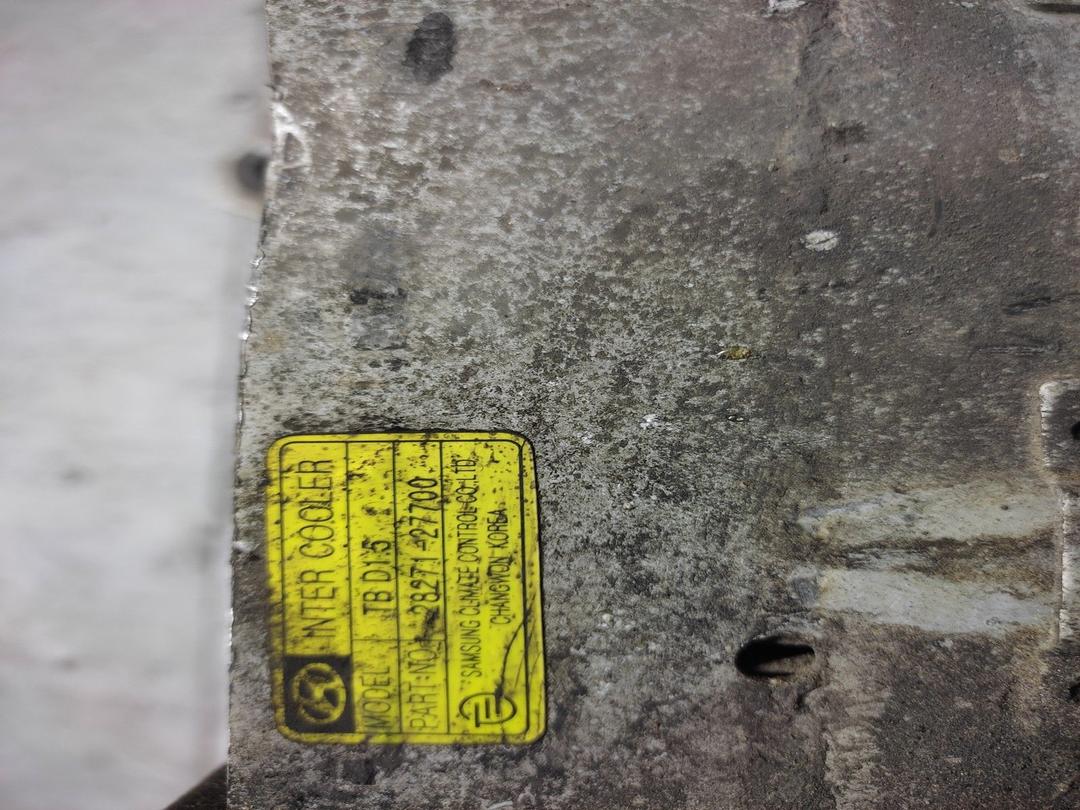 INTER COOLER
MODEL TB D1.5
PART NO. 28271-27700
SAMSUNG CLIMATE CONTROL CO., LTD.
CHANGWON, KOREA